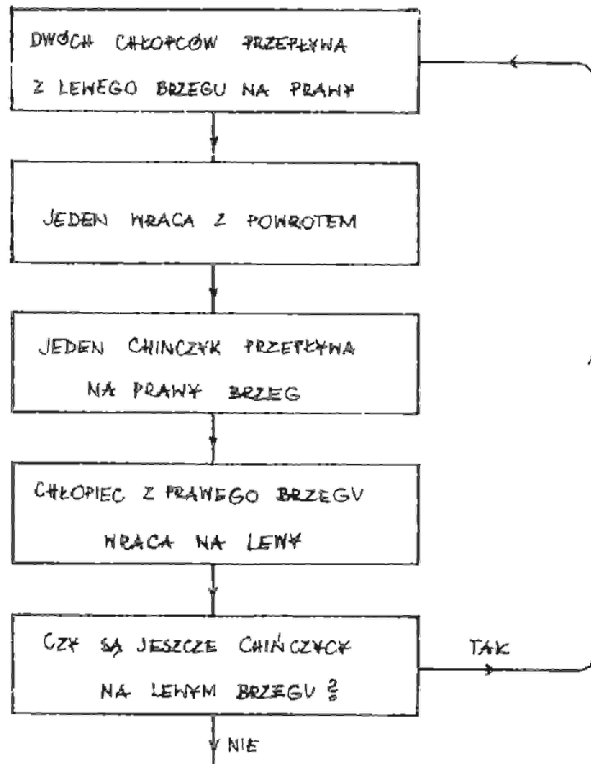 DWÓCH CHŁOPCÓW PRZEPŁYWA
Z LEWEGO BRZEGU NA PRAWY
JEDEN WRACA Z POWROTEM
JEDEN CHINCZYK PRZEPŁYWA
NA PRAWY BRZEG
CHŁOPIEC Z PRAWEGO BRZEGU
WRACA NA LEWY
CZY SĄ JESZCZE CHIŃCZYCY
NA LEWYM BRZEGU ?
TAK
NIE